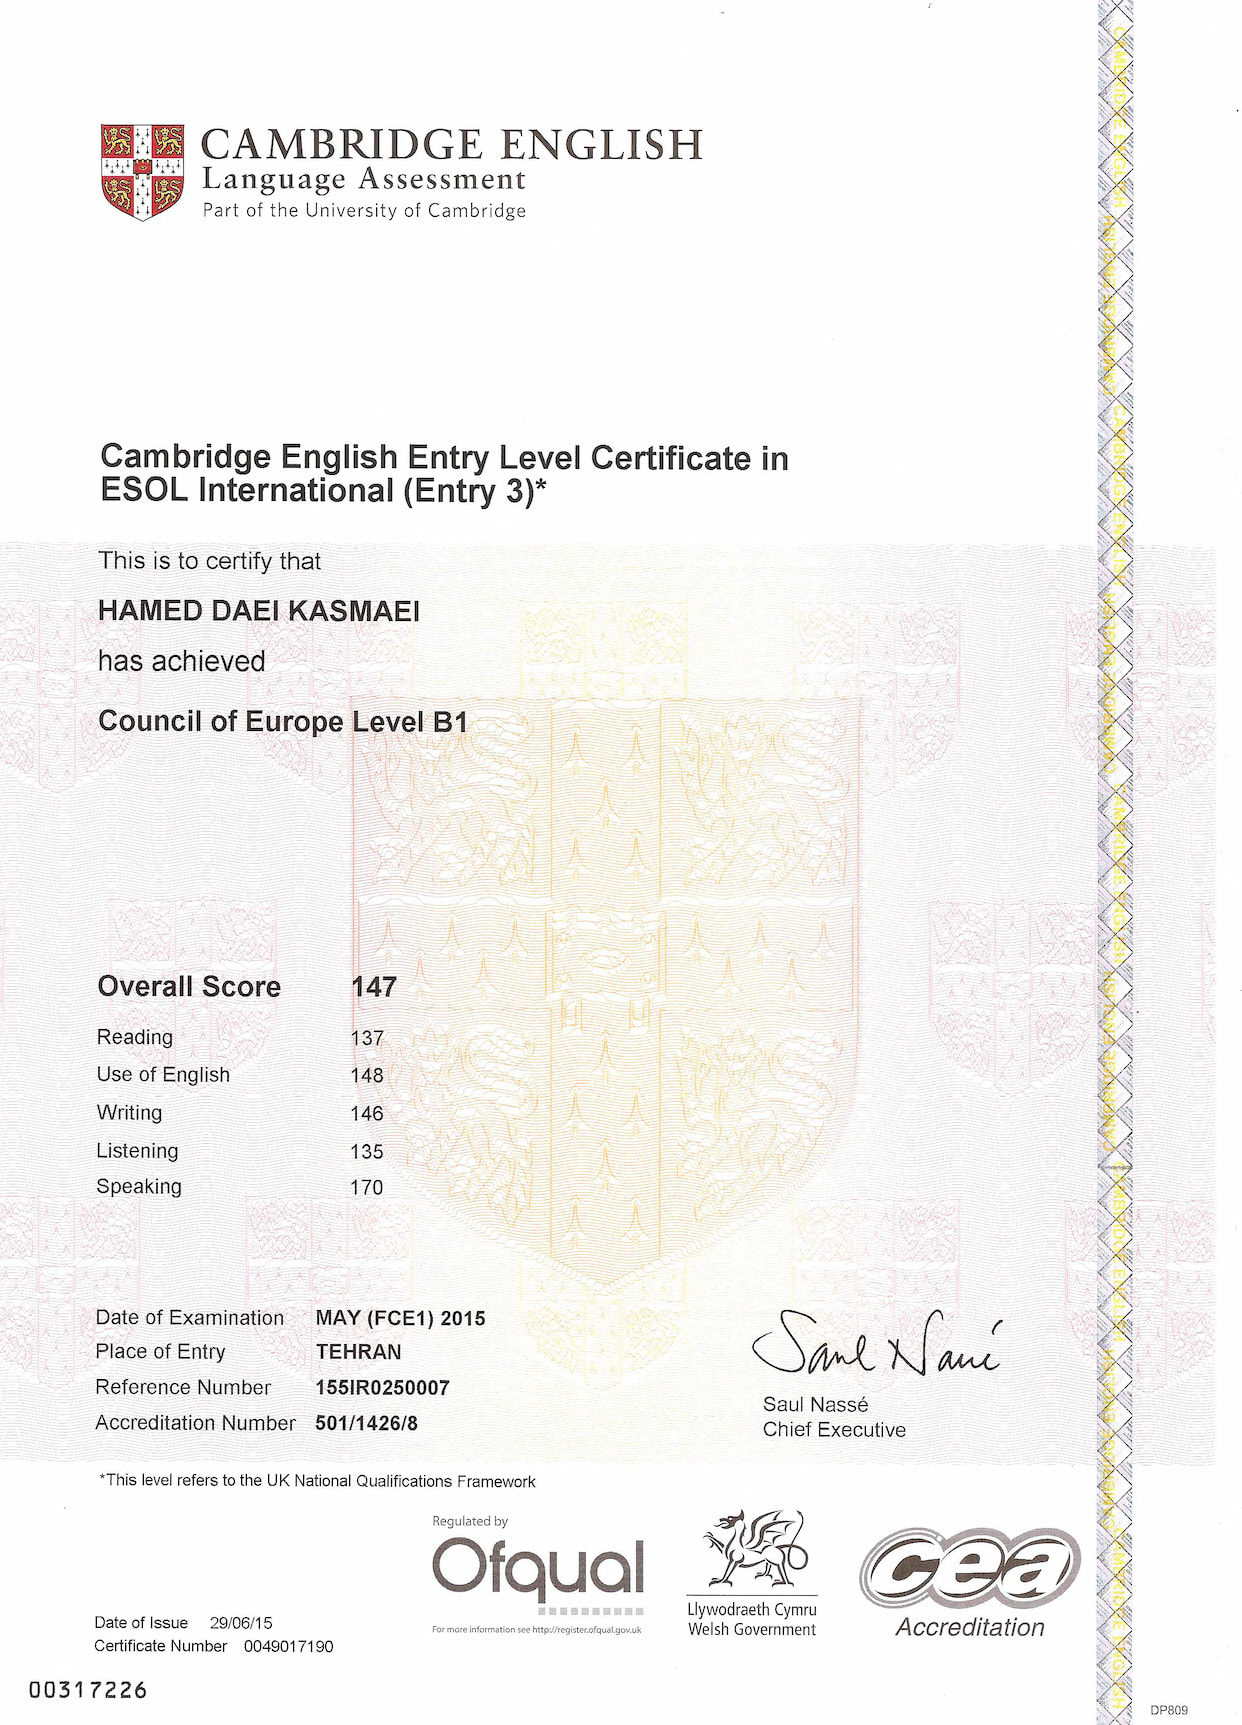 CAMBRIDGE ENGLISH
Language Assessment
Part of the University of Cambridge
Cambridge English Entry Level Certificate in
ESOL International (Entry 3)*
This is to certify that
HAMED DAEI KASMAEI
has achieved
Council of Europe Level B1
Overall Score 147
Reading 137
Use of English 148
Writing 146
Listening 135
Speaking 170
Date of Examination MAY (FCE1) 2015
Place of Entry TEHRAN
Reference Number 155IR0250007
Accreditation Number 501/1426/8
Saul Nassé
Saul Nassé
Chief Executive
*This level refers to the UK National Qualifications Framework
Regulated by
Ofqual
For more information see http://register.ofqual.gov.uk
Llywodraeth Cymru
Welsh Government
cea
Accreditation
Date of Issue 29/06/15
Certificate Number 0049017190
00317226
DP809
CAMBRIDGE ENGLISH